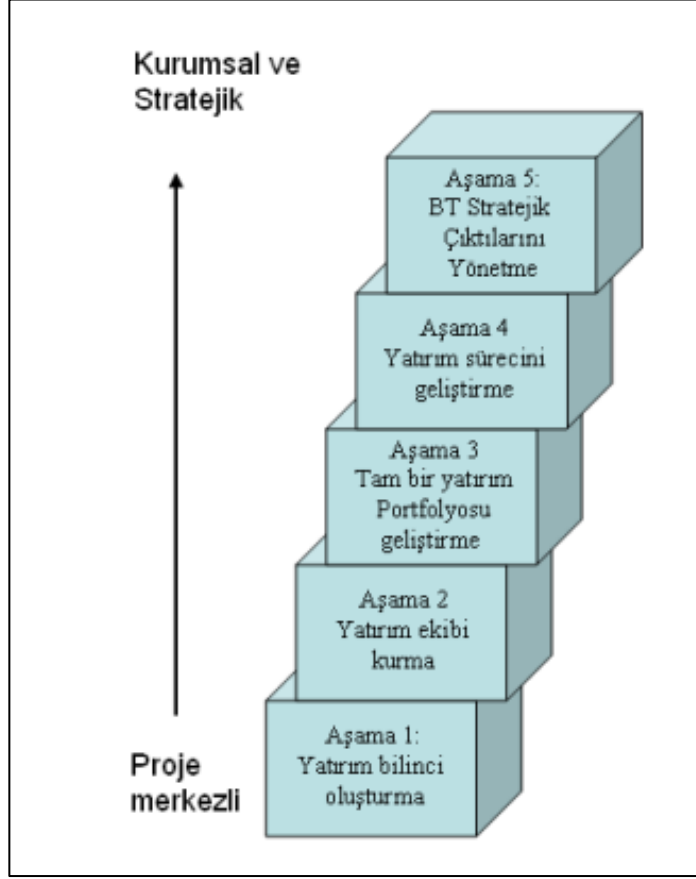 Kurumsal ve
Stratejik
Aşama 5:
BT Stratejik
Çıktılarını
Yönetme
Aşama 4
Yatırım sürecini
geliştirme
Aşama 3
Tam bir yatırım
Portfolyosu
geliştirme
Aşama 2
Yatırım ekibi
kurma
Aşama 1:
Yatırım bilinci
oluşturma
Proje
merkezli